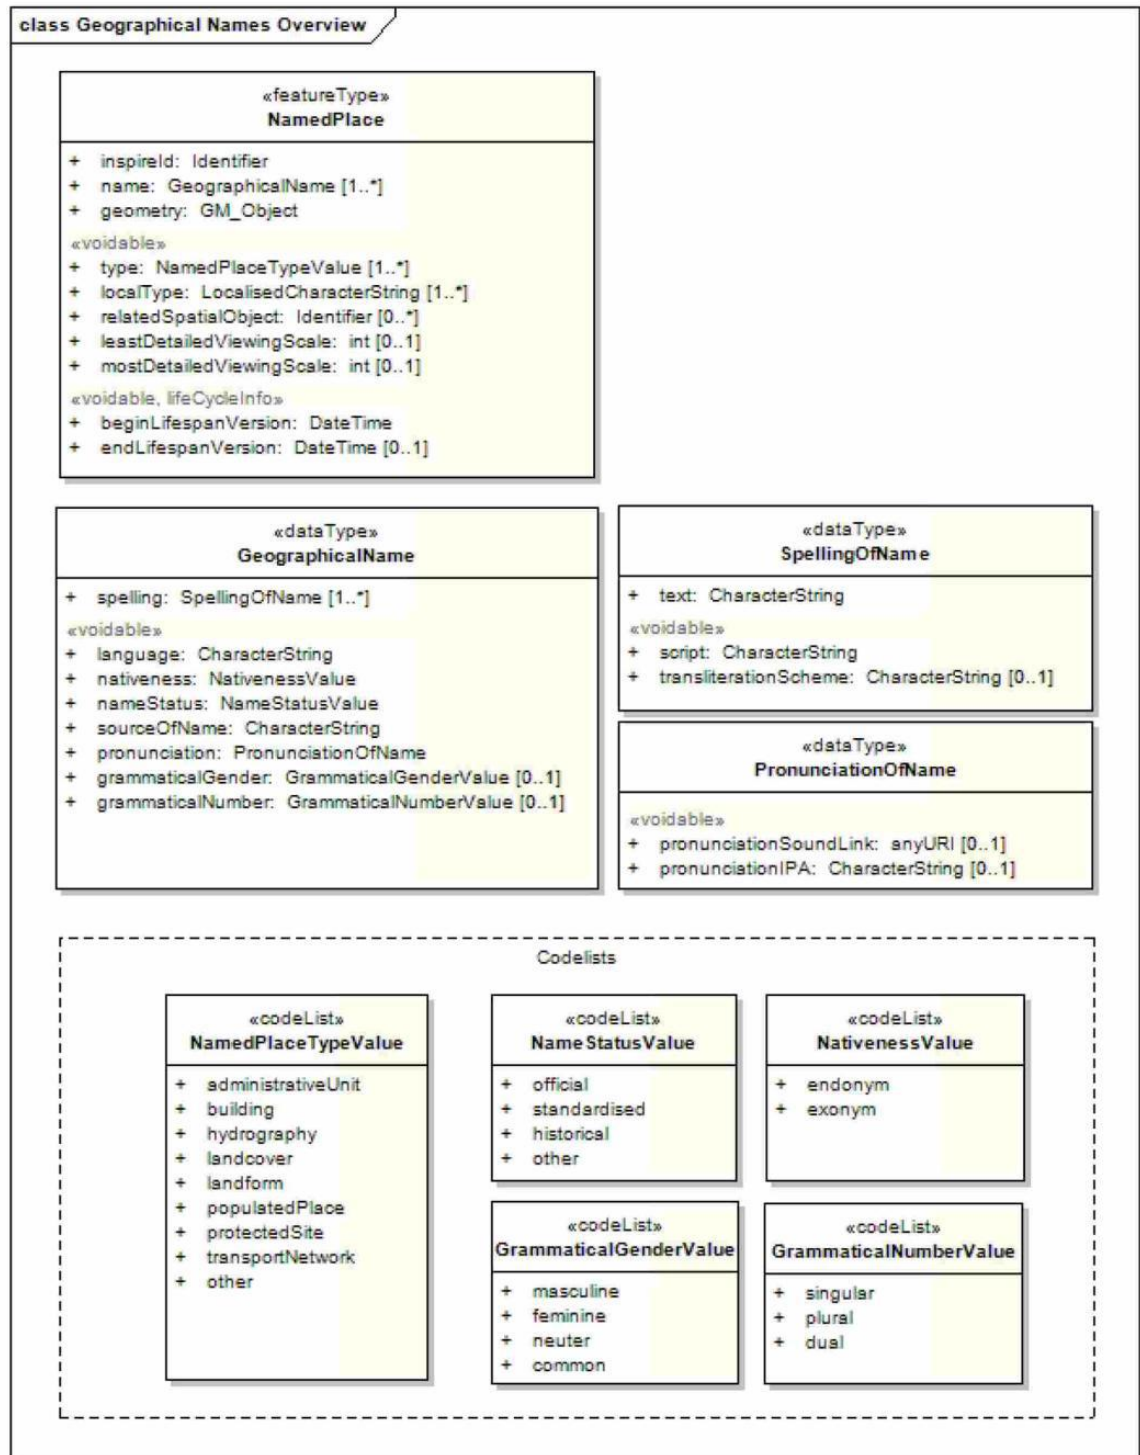 class Geographical Names Overview
«featureType»
NamedPlace
+ inspireId: Identifier
+ name: GeographicalName [1..*]
+ geometry: GM_Object
«voidable»
+ type: NamedPlaceTypeValue [1..*]
+ localType: LocalisedCharacterString [1..*]
+ relatedSpatialObject: Identifier [0..*]
+ leastDetailedViewingScale: int [0..1]
+ mostDetailedViewingScale: int [0..1]
«voidable, lifeCycleInfo»
+ beginLifespanVersion: DateTime
+ endLifespanVersion: DateTime [0..1]
«dataType»
GeographicalName
+ spelling: SpellingOfName [1..*]
«voidable»
+ language: CharacterString
+ nativeness: NativenessValue
+ nameStatus: NameStatusValue
+ sourceOfName: CharacterString
+ pronunciation: PronunciationOfName
+ grammaticalGender: GrammaticalGenderValue [0..1]
+ grammaticalNumber: GrammaticalNumberValue [0..1]
«dataType»
SpellingOfName
+ text: CharacterString
«voidable»
+ script: CharacterString
+ transliterationScheme: CharacterString [0..1]
«dataType»
PronunciationOfName
«voidable»
+ pronunciationSoundLink: anyURI [0..1]
+ pronunciationIPA: CharacterString [0..1]
Codelists
«codeList»
NamedPlaceTypeValue
+ administrativeUnit
+ building
+ hydrography
+ landcover
+ landform
+ populatedPlace
+ protectedSite
+ transportNetwork
+ other
«codeList»
NameStatusValue
+ official
+ standardised
+ historical
+ other
«codeList»
NativenessValue
+ endonym
+ exonym
«codeList»
GrammaticalGenderValue
+ masculine
+ feminine
+ neuter
+ common
«codeList»
GrammaticalNumberValue
+ singular
+ plural
+ dual